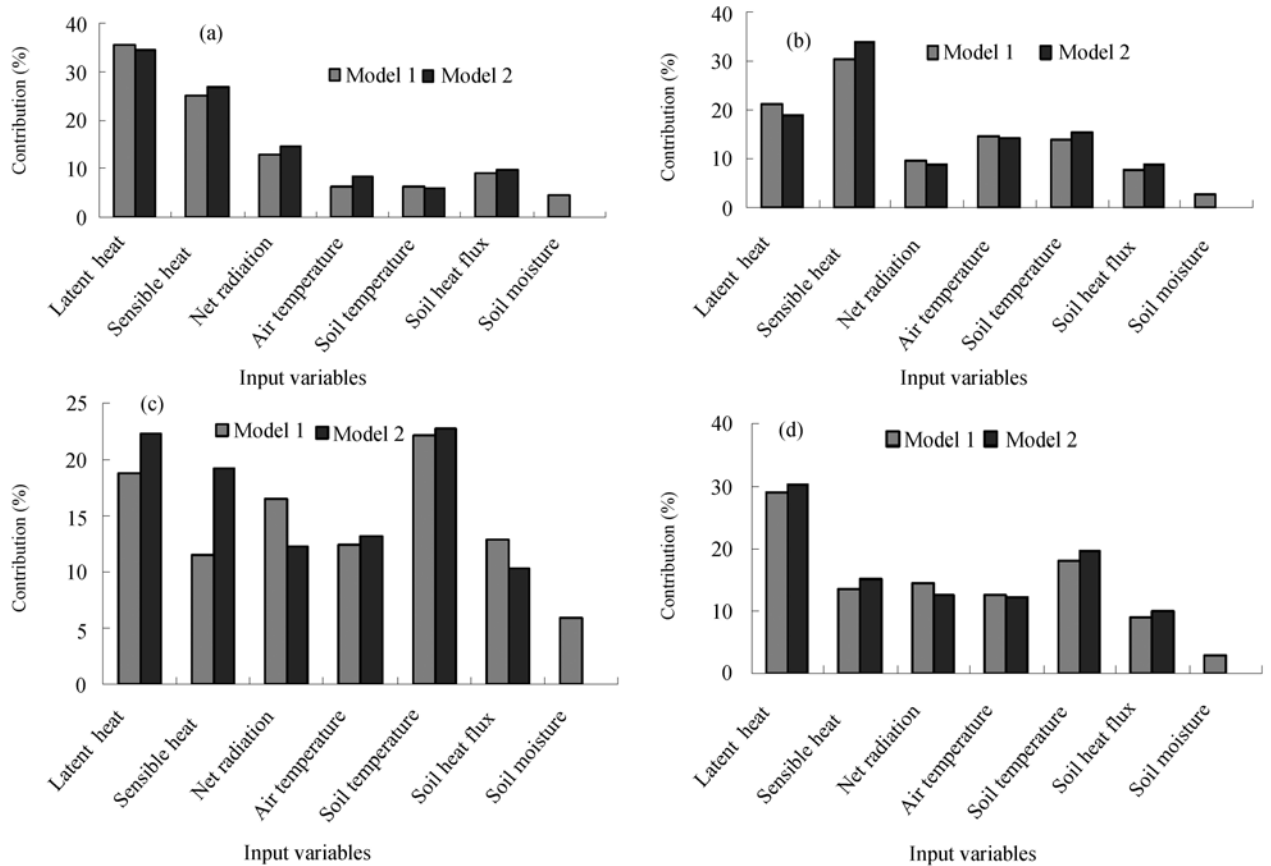 (a)
Contribution (%)
40
30
20
10
0
Model 1 Model 2
Latent heat
Sensible heat
Net radiation
Air temperature
Soil temperature
Soil heat flux
Soil moisture
Input variables
(b)
Contribution (%)
40
30
20
10
0
Model 1 Model 2
Latent heat
Sensible heat
Net radiation
Air temperature
Soil temperature
Soil heat flux
Soil moisture
Input variables
(c)
Contribution (%)
25
20
15
10
5
0
Model 1 Model 2
Latent heat
Sensible heat
Net radiation
Air temperature
Soil temperature
Soil heat flux
Soil moisture
Input variables
(d)
Contribution (%)
40
30
20
10
0
Model 1 Model 2
Latent heat
Sensible heat
Net radiation
Air temperature
Soil temperature
Soil heat flux
Soil moisture
Input variables